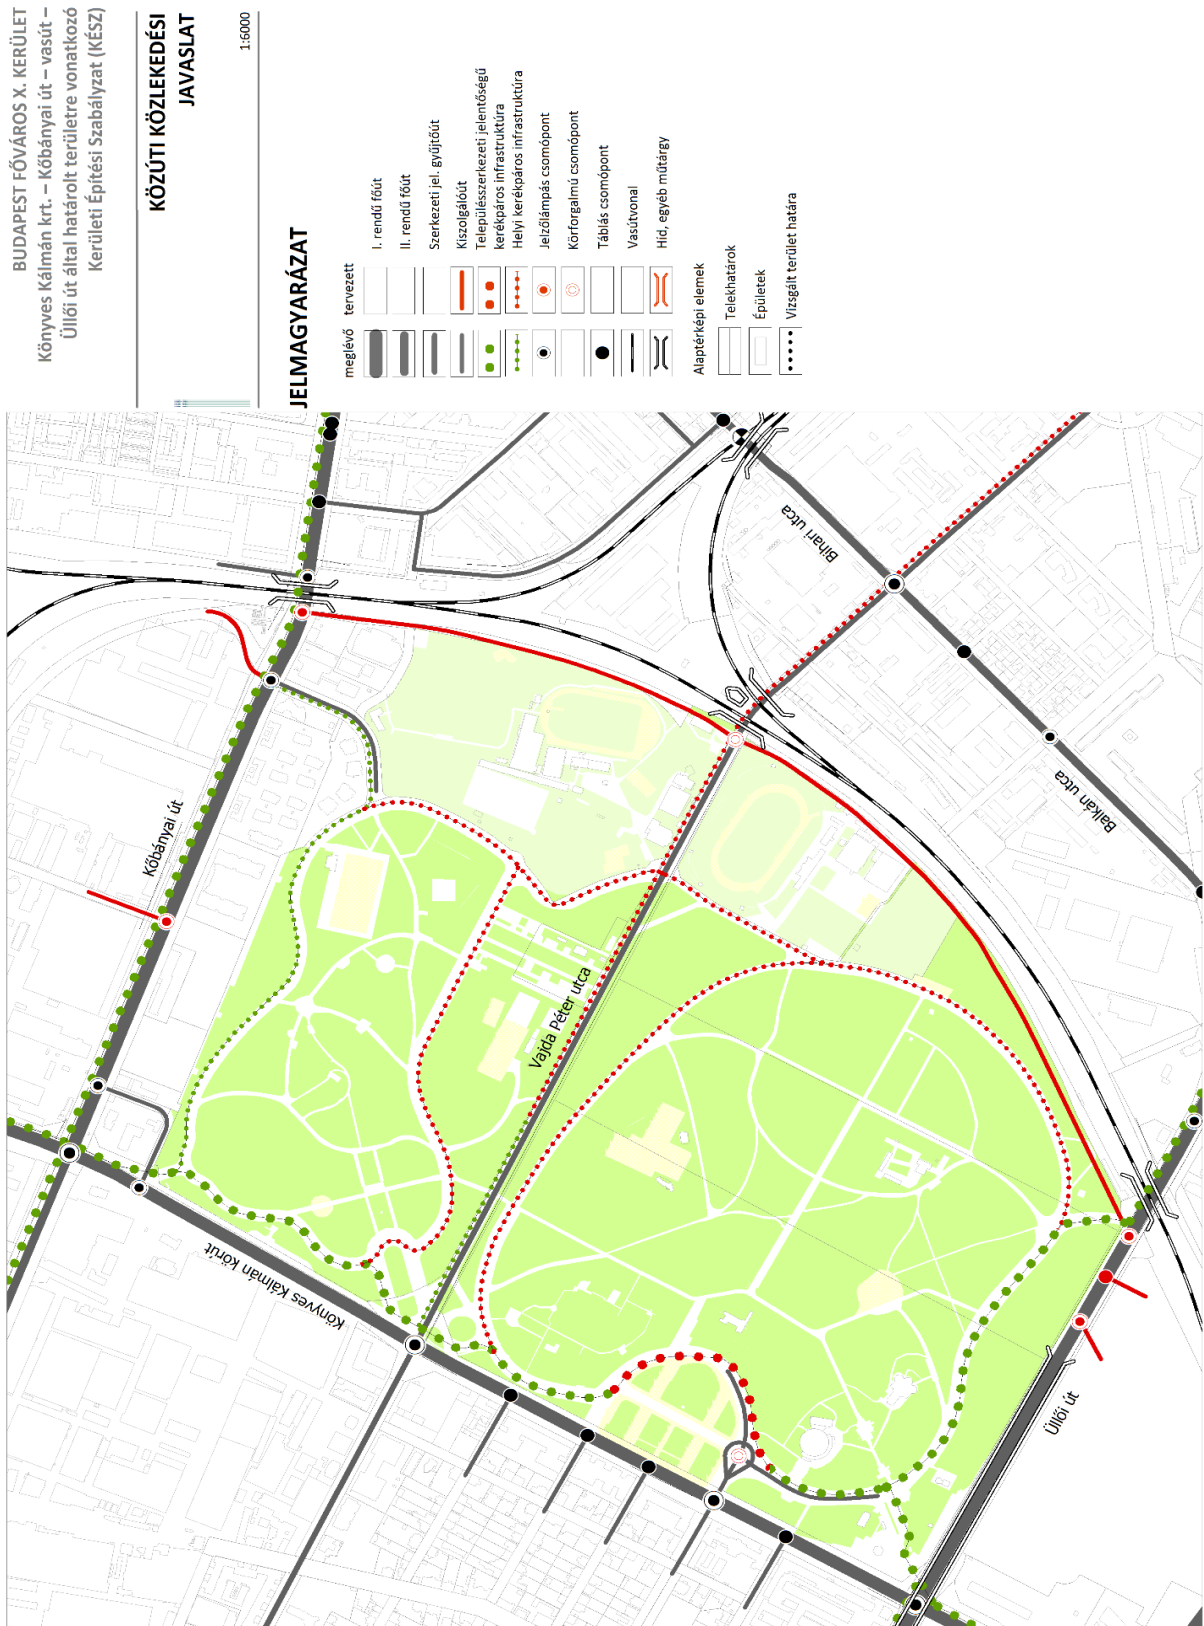 BUDAPEST FŐVÁROS X. KERÜLET
Könyves Kálmán krt. – Kőbányai út – vasút –
Üllői út által határolt területre vonatkozó
Kerületi Építési Szabályzat (KÉSZ)
KÖZÚTI KÖZLEKEDÉSI
JAVASLAT
1:6000
JELMAGYARÁZAT
meglévő tervezett
I. rendű főút
II. rendű főút
Szerkezeti jel. gyűjtőút
Kiszolgálóút
Településszerkezeti jelentőségű
kerékpáros infrastruktúra
Helyi kerékpáros infrastruktúra
Jelzőlámpás csomópont
Körforgalmú csomópont
Táblás csomópont
Vasútvonal
Híd, egyéb műtárgy
Alaptérképi elemek
Telekhatárok
Épületek
Vizsgált terület határa
Kőbányai út
Bihari utca
Balkán utca
Vajda Péter utca
Könyves Kálmán körút
Üllői út